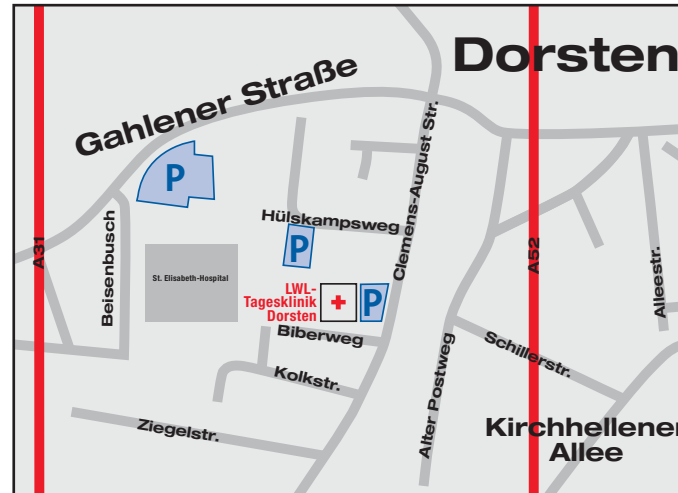 Dorsten
Gahlener Straße
P
Clemens-August Str.
Hülskampsweg
P
Beisenbusch
A31
A52
St. Elisabeth-Hospital
LWL-
Tagesklinik
Dorsten
P
Alleestr.
Biberweg
Schillerstr.
Kolkstr.
Alter Postweg
Ziegelstr.
Kirchhellener
Allee